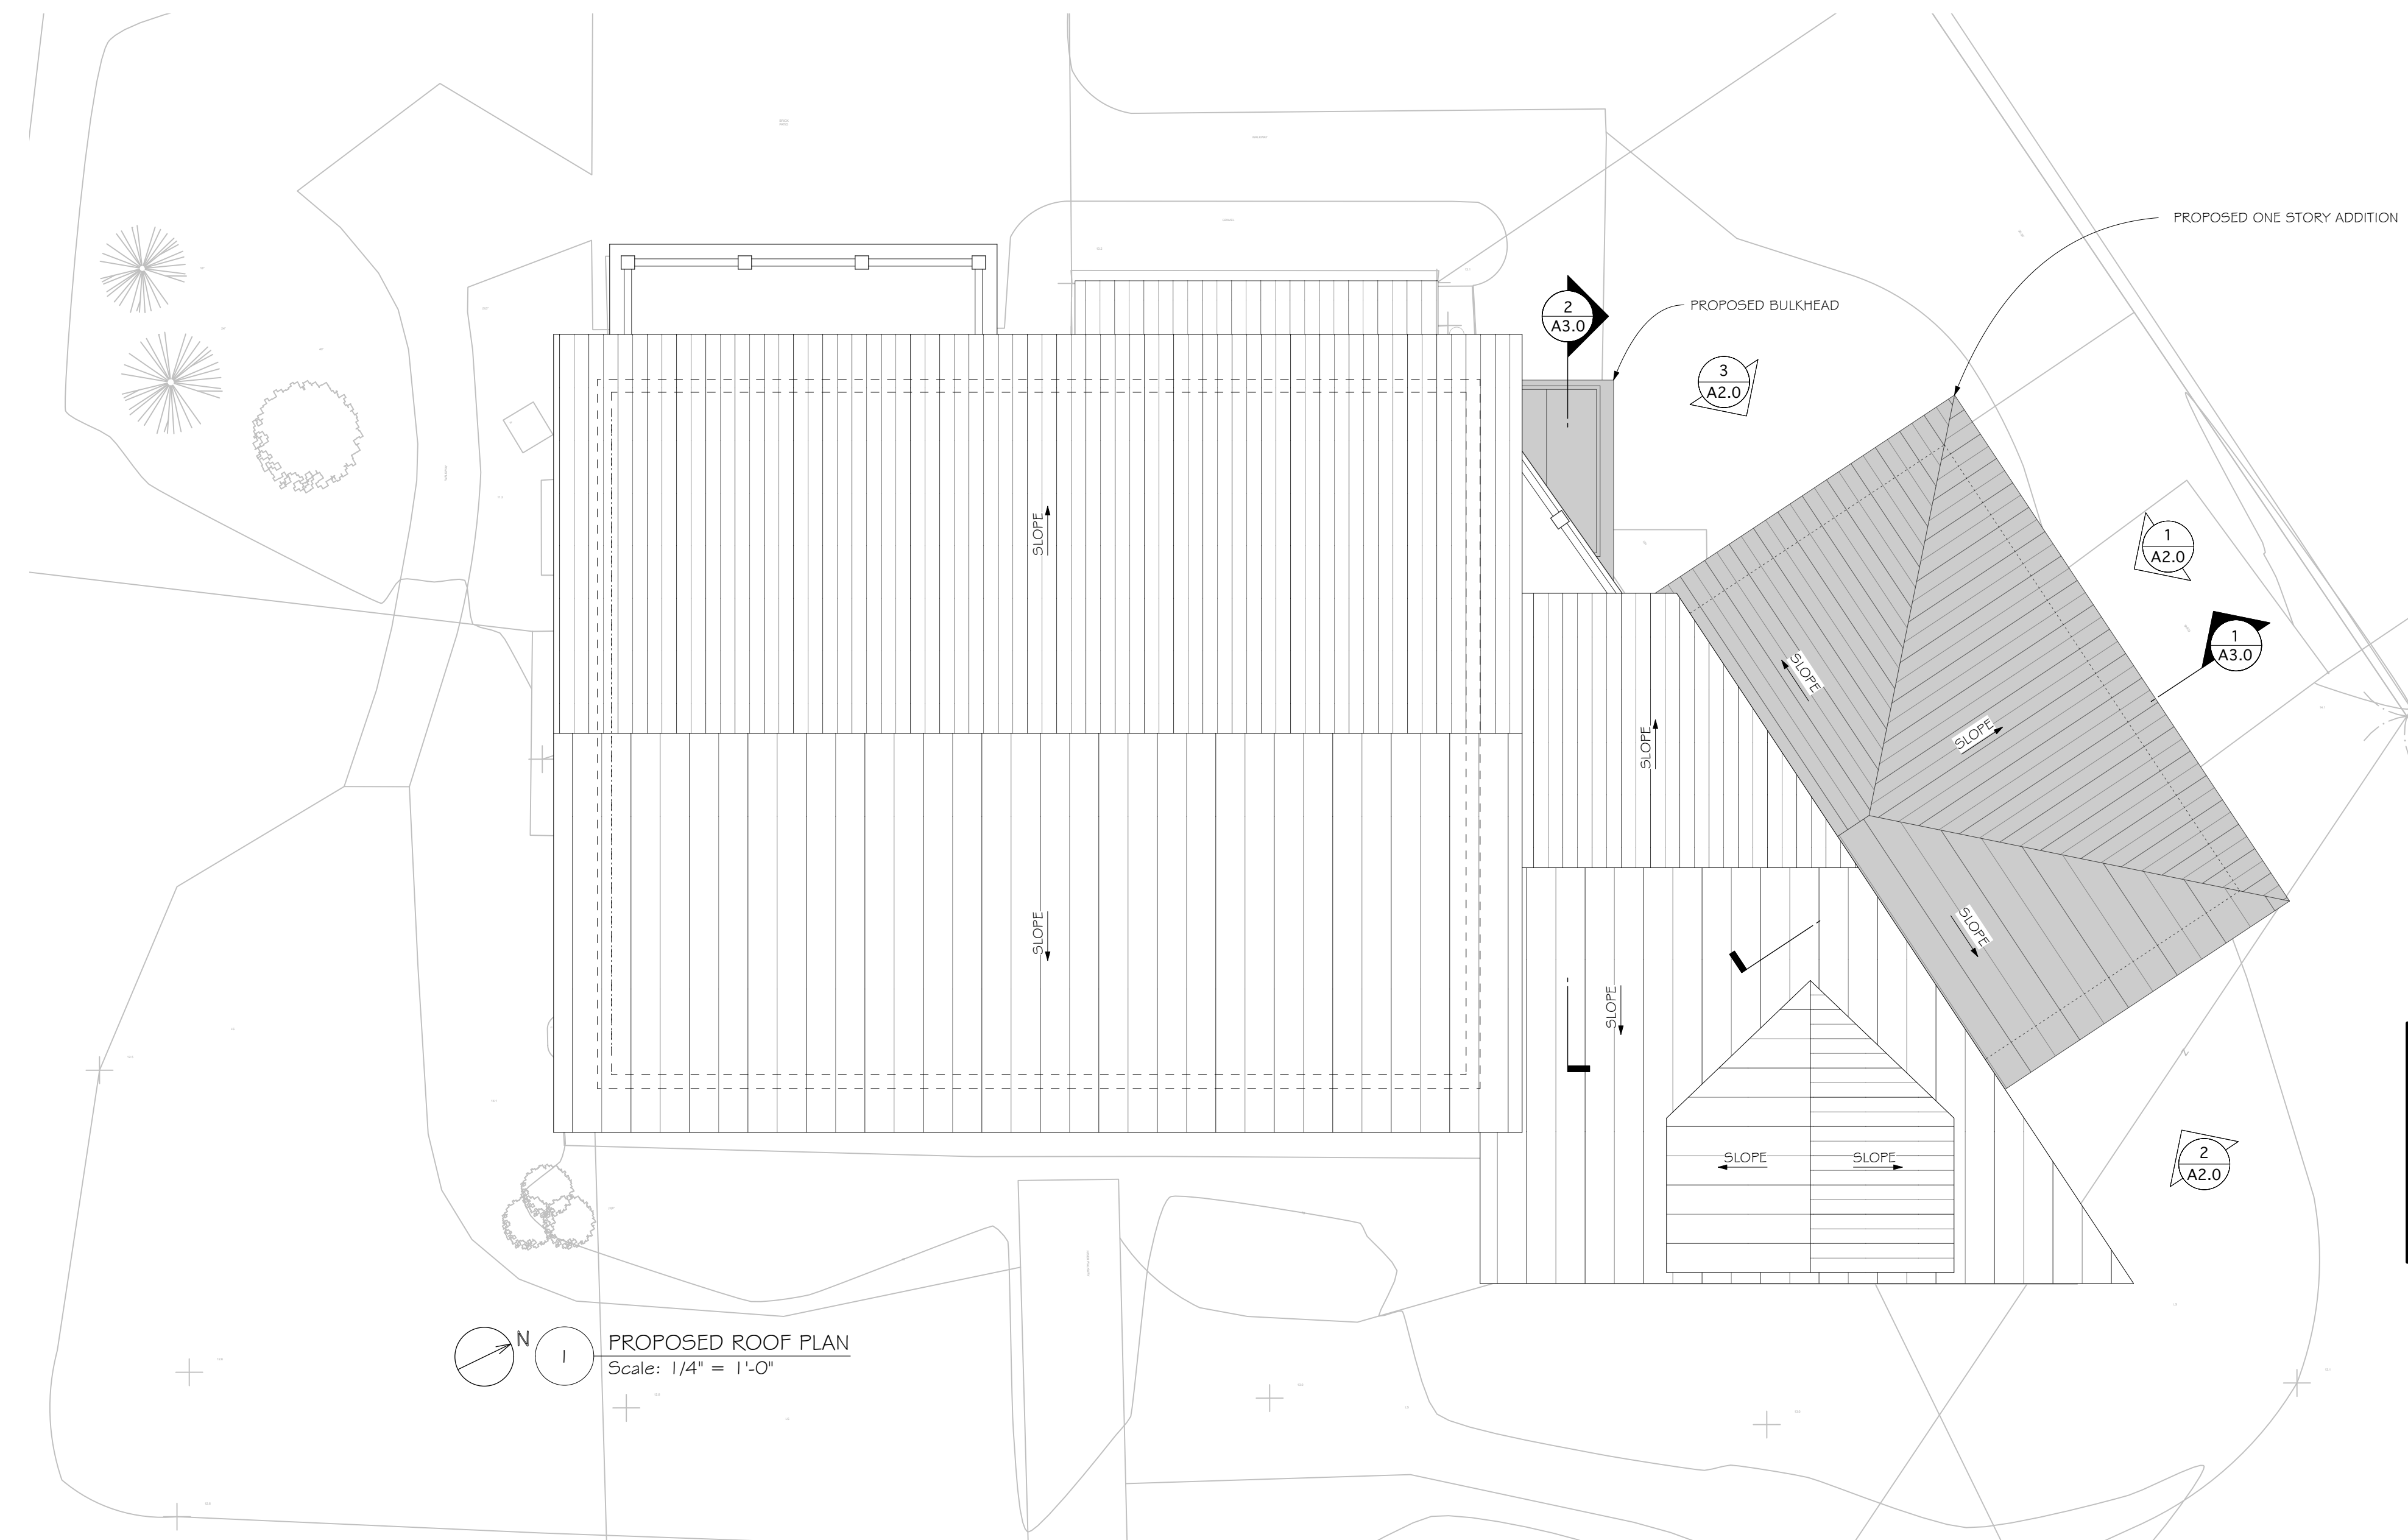 PROPOSED ONE STORY ADDITION
2
A3.0
PROPOSED BULKHEAD
3
A2.0
SLOPE
1
A2.0
1
A3.0
SLOPE
SLOPE
SLOPE
SLOPE
SLOPE
SLOPE
SLOPE
SLOPE
2
A2.0
N
1
PROPOSED ROOF PLAN
Scale: 1/4" = 1'-0"